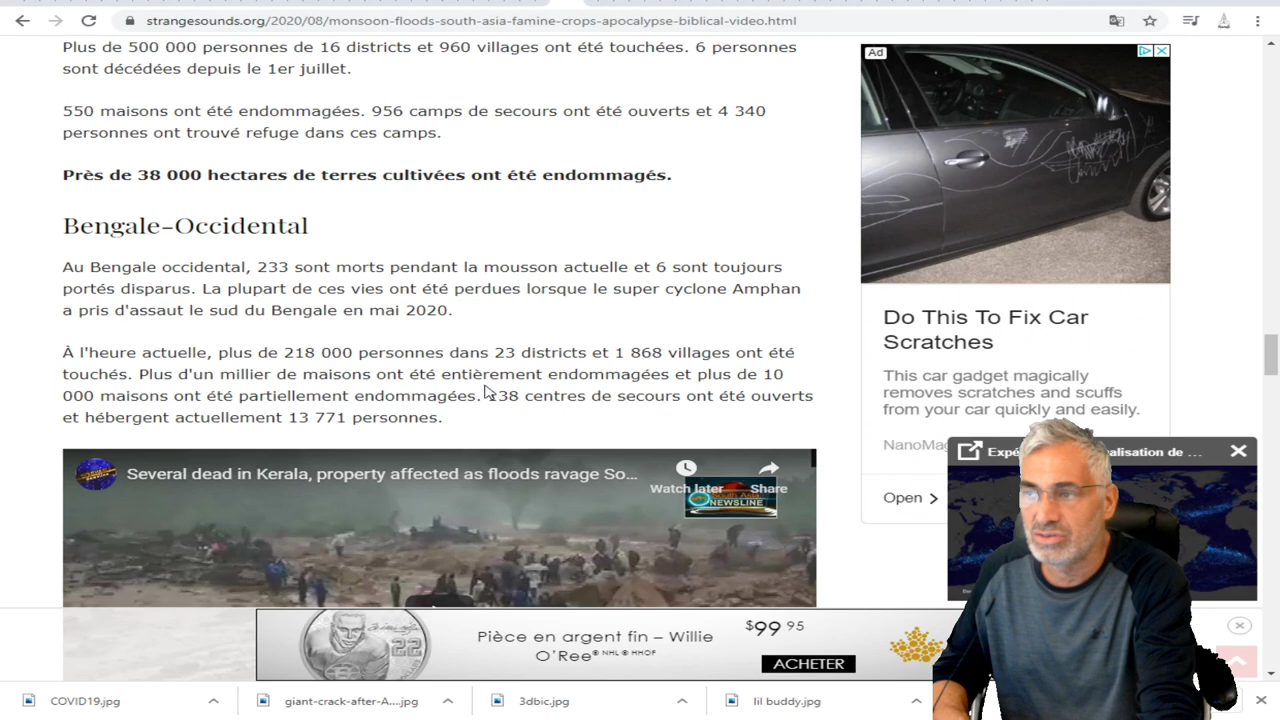 strangesounds.org/2020/08/monsoon-floods-south-asia-famine-crops-apocalypse-biblical-video.html
Plus de 500 000 personnes de 16 districts et 960 villages ont été touchées. 6 personnes
sont décédées depuis le 1er juillet.
550 maisons ont été endommagées. 956 camps de secours ont été ouverts et 4 340
personnes ont trouvé refuge dans ces camps.
Près de 38 000 hectares de terres cultivées ont été endommagés.
Bengale-Occidental
Au Bengale occidental, 233 sont morts pendant la mousson actuelle et 6 sont toujours
portés disparus. La plupart de ces vies ont été perdues lorsque le super cyclone Amphan
a pris d'assaut le sud du Bengale en mai 2020.
À l'heure actuelle, plus de 218 000 personnes dans 23 districts et 1 868 villages ont été
touchés. Plus d'un millier de maisons ont été entièrement endommagées et plus de 10
000 maisons ont été partiellement endommagées. 238 centres de secours ont été ouverts
et hébergent actuellement 13 771 personnes.
Several dead in Kerala, property affected as floods ravage So...
Watch later
Share
South Asia
NEWSLINE
Ad
Do This To Fix Car
Scratches
This car gadget magically
removes scratches and scuffs
from your car quickly and easily.
Open
Pièce en argent fin – Willie
O'Ree® NHL® HHOF
$99 95
ACHETER
22
COVID19.jpg
giant-crack-after-A....jpg
3dbic.jpg
lil buddy.jpg